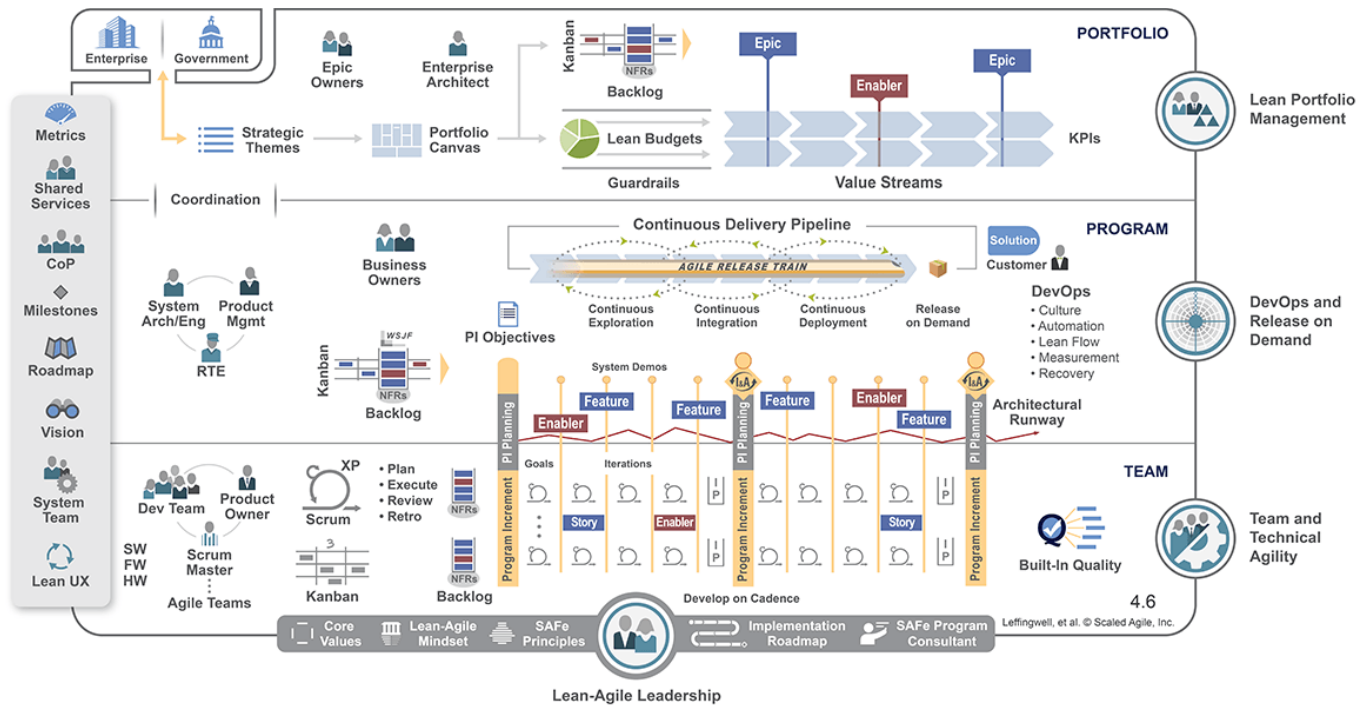 Enterprise
Government
Epic
Owners
Enterprise
Architect
Kanban
NFRs
Backlog
Epic
Enabler
Epic
PORTFOLIO
Lean Portfolio
Management
Strategic
Themes
Portfolio
Canvas
Lean Budgets
Guardrails
Value Streams
KPIs
Metrics
Shared
Services
CoP
Milestones
Roadmap
Vision
System
Team
Lean UX
Coordination
Business
Owners
Continuous Delivery Pipeline
AGILE RELEASE TRAIN
Continuous
Exploration
Continuous
Integration
Continuous
Deployment
Release
on Demand
Solution
Customer
PROGRAM
DevOps
• Culture
• Automation
• Lean Flow
• Measurement
• Recovery
DevOps and
Release on
Demand
System
Arch/Eng
Product
Mgmt
RTE
PI Objectives
Kanban
WSJF
NFRs
Backlog
System Demos
I&A
I&A
PI Planning
Enabler
Feature
Feature
PI Planning
Feature
Enabler
Feature
PI Planning
Architectural
Runway
Dev Team
Product
Owner
Scrum
Master
Agile Teams
SW
FW
HW
XP
Scrum
• Plan
• Execute
• Review
• Retro
3
Kanban
NFRs
NFRs
Backlog
Program Increment
Goals
Iterations
Story
Enabler
I
P
I
P
Program Increment
Story
I
P
I
P
Program Increment
Develop on Cadence
TEAM
Built-In Quality
Team and
Technical
Agility
4.6
Leffingwell, et al. © Scaled Agile, Inc.
Core
Values
Lean-Agile
Mindset
SAFe
Principles
Implementation
Roadmap
SAFe Program
Consultant
Lean-Agile Leadership